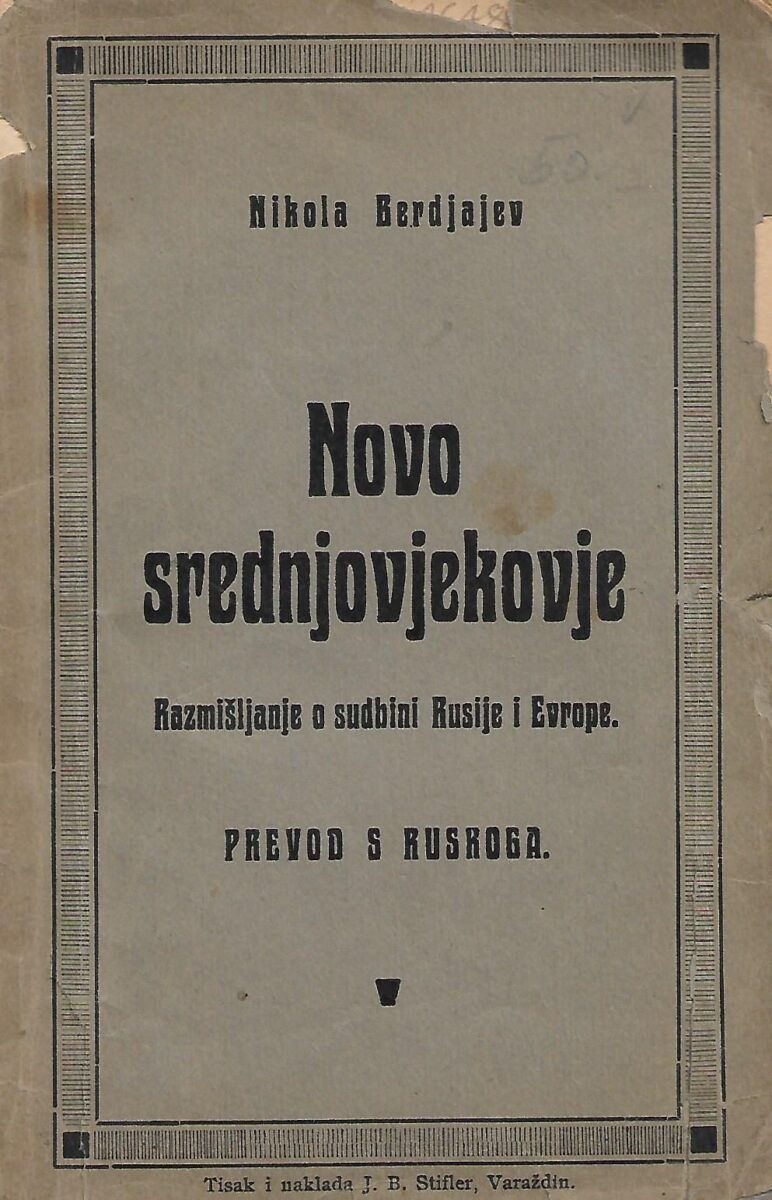 Nikola Berdjajev
Novo
srednjovjekovje
Razmišljanje o sudbini Rusije i Evrope.
PREVOD S RUSKOGA.
Tisak i naklada J. B. Stifler, Varaždin.